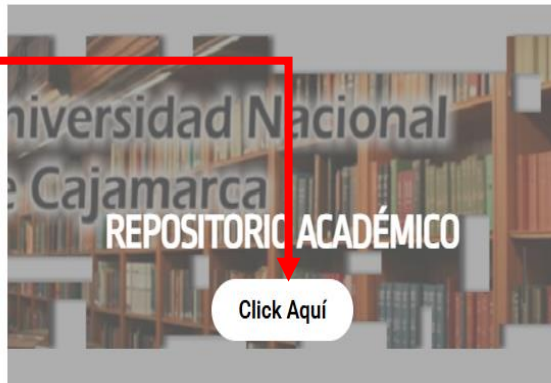 niversidad Nacional
e Cajamarca
REPOSITORIO ACADÉMICO
Click Aquí